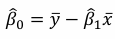 β̂₀ = ȳ − β̂₁x̄